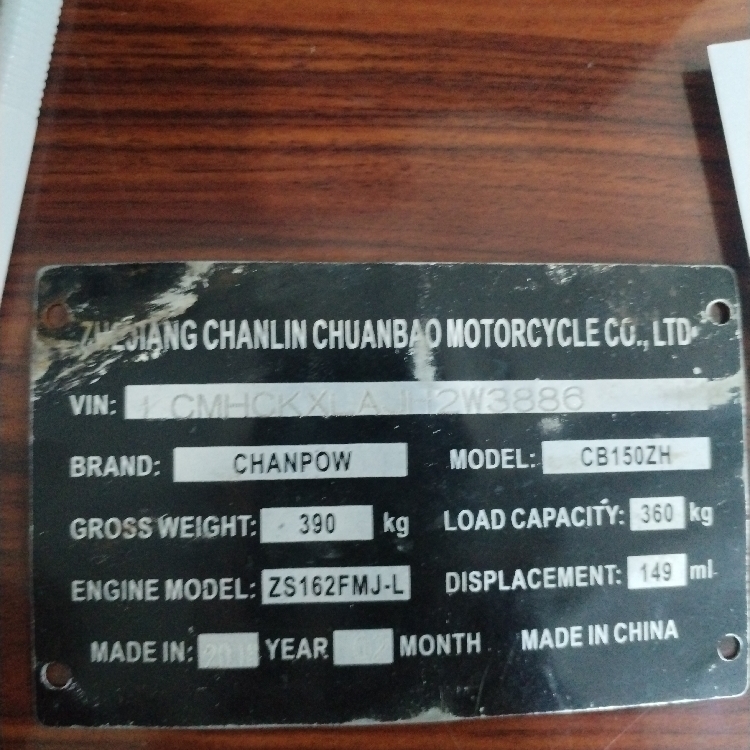 ZHEJIANG CHANLIN CHUANBAO MOTORCYCLE CO., LTD
VIN:
BRAND: CHANPOW MODEL: CB150ZH
GROSS WEIGHT: 390 kg LOAD CAPACITY: 360 kg
ENGINE MODEL: ZS162FMJ-L DISPLACEMENT: 149 ml
MADE IN: YEAR MONTH MADE IN CHINA